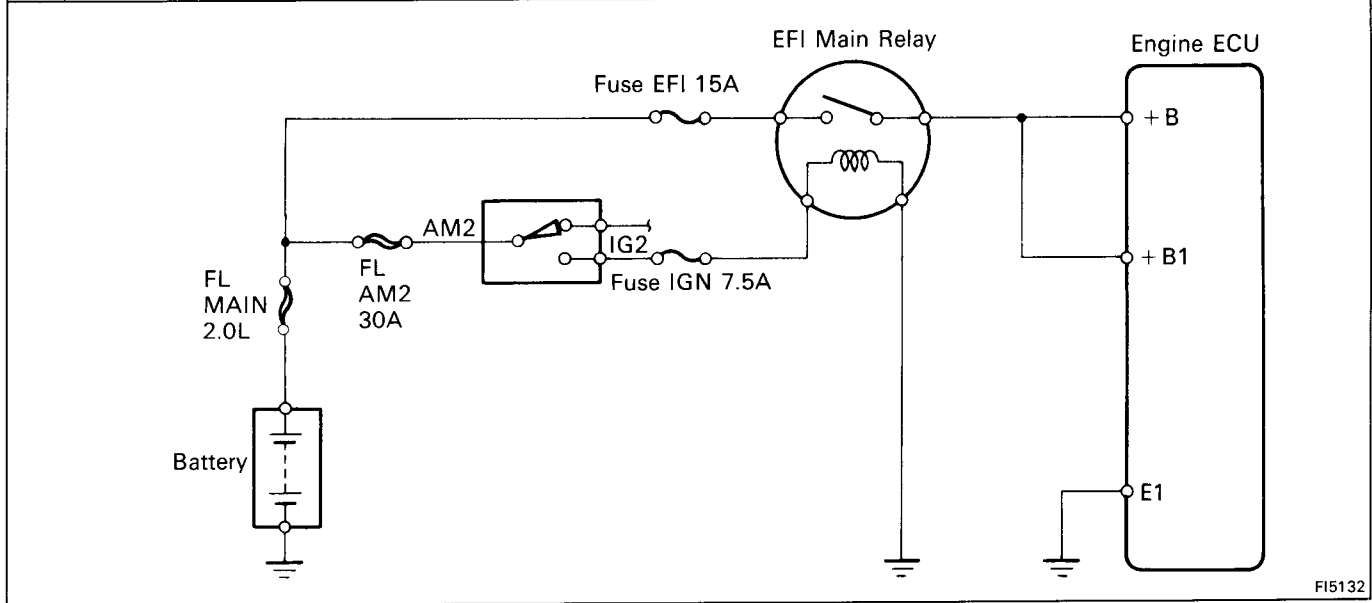 EFI Main Relay
Engine ECU
Fuse EFI 15A
+B
AM2
IG2
+B1
FL
MAIN
2.0L
FL
AM2
30A
Fuse IGN 7.5A
Battery
E1
FI5132